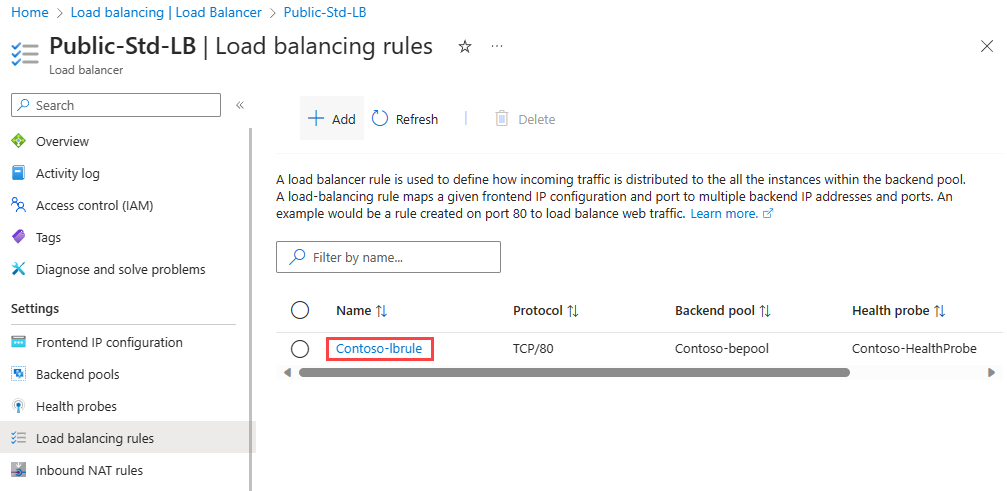 Home > Load balancing | Load Balancer > Public-Std-LB
Public-Std-LB | Load balancing rules
Load balancer
Search
Overview
Activity log
Access control (IAM)
Tags
Diagnose and solve problems
Settings
Frontend IP configuration
Backend pools
Health probes
Load balancing rules
Inbound NAT rules
Add Refresh Delete
A load balancer rule is used to define how incoming traffic is distributed to the all the instances within the backend pool.
A load-balancing rule maps a given frontend IP configuration and port to multiple backend IP addresses and ports. An
example would be a rule created on port 80 to load balance web traffic. Learn more.
Filter by name...
Name Protocol Backend pool Health probe
Contoso-lbrule TCP/80 Contoso-bepool Contoso-HealthProbe